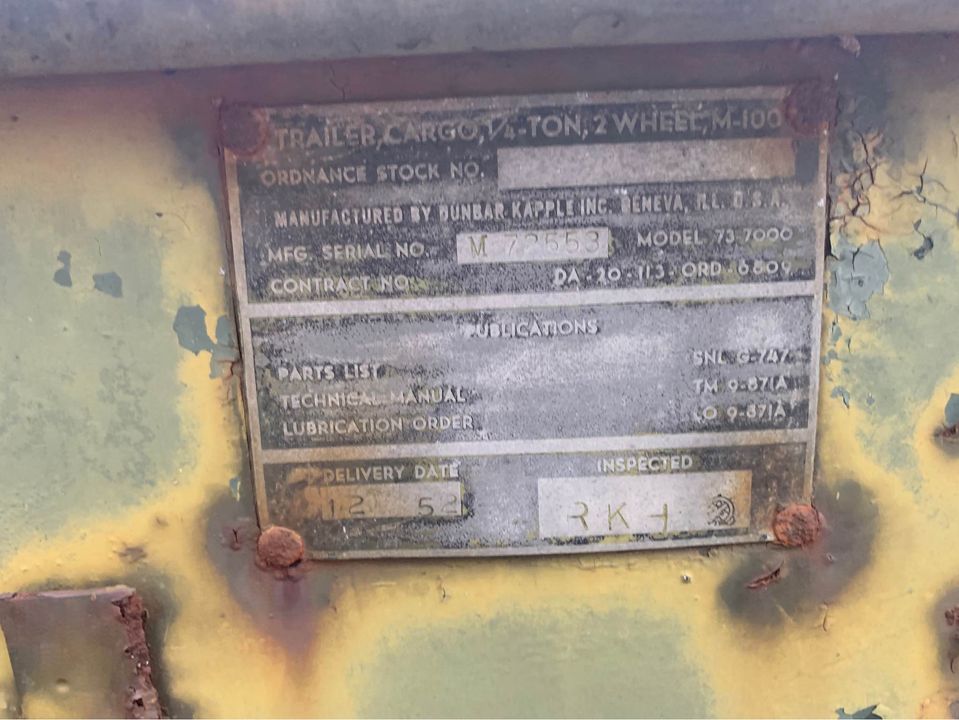 TRAILER, CARGO, 1/4-TON, 2 WHEEL, M-100
ORDNANCE STOCK NO.
MANUFACTURED BY DUNBAR KAPPLE INC. GENEVA, ILL. U.S.A.
MFG. SERIAL NO. M 72553 MODEL 73-7000
CONTRACT NO. DA-20-113-ORD-6609
PUBLICATIONS
PARTS LIST SNL G-747
TECHNICAL MANUAL TM 9-871A
LUBRICATION ORDER LO 9-871A
DELIVERY DATE INSPECTED
12 52 RKH